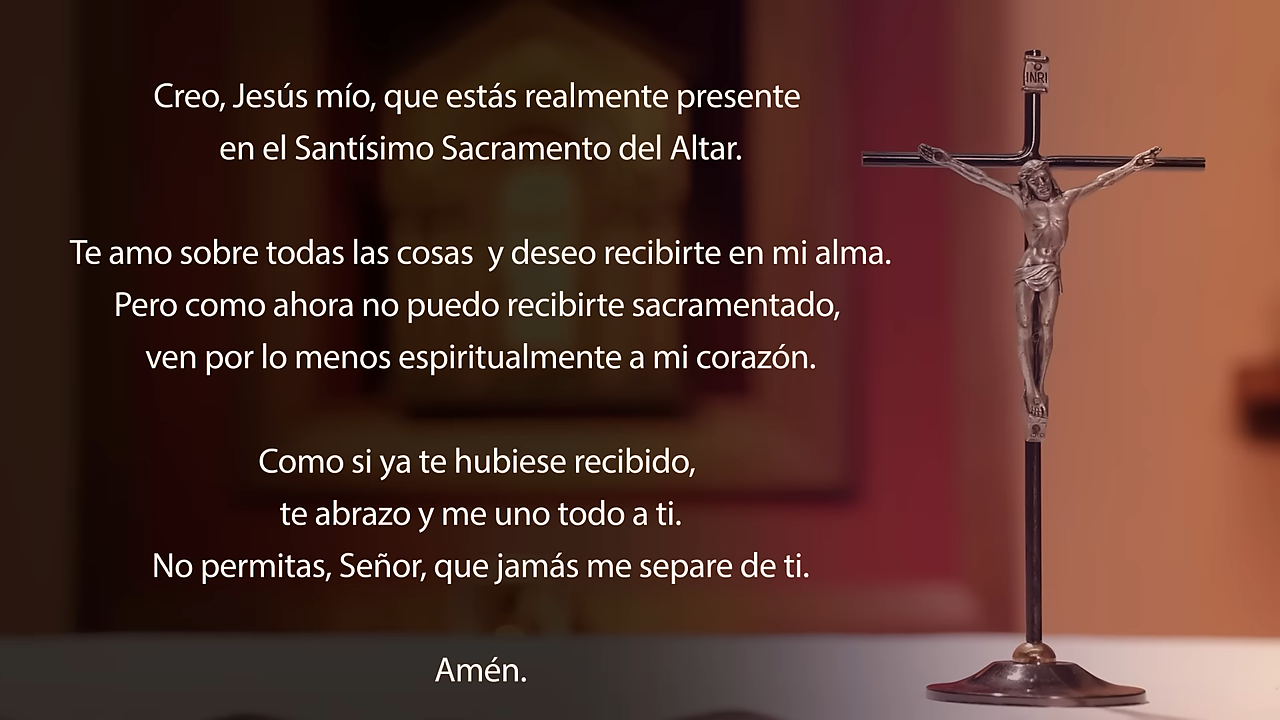 Creo, Jesús mío, que estás realmente presente
en el Santísimo Sacramento del Altar.
Te amo sobre todas las cosas  y deseo recibirte en mi alma.
Pero como ahora no puedo recibirte sacramentado,
ven por lo menos espiritualmente a mi corazón.
Como si ya te hubiese recibido,
te abrazo y me uno todo a ti.
No permitas, Señor, que jamás me separe de ti.
Amén.
INRI